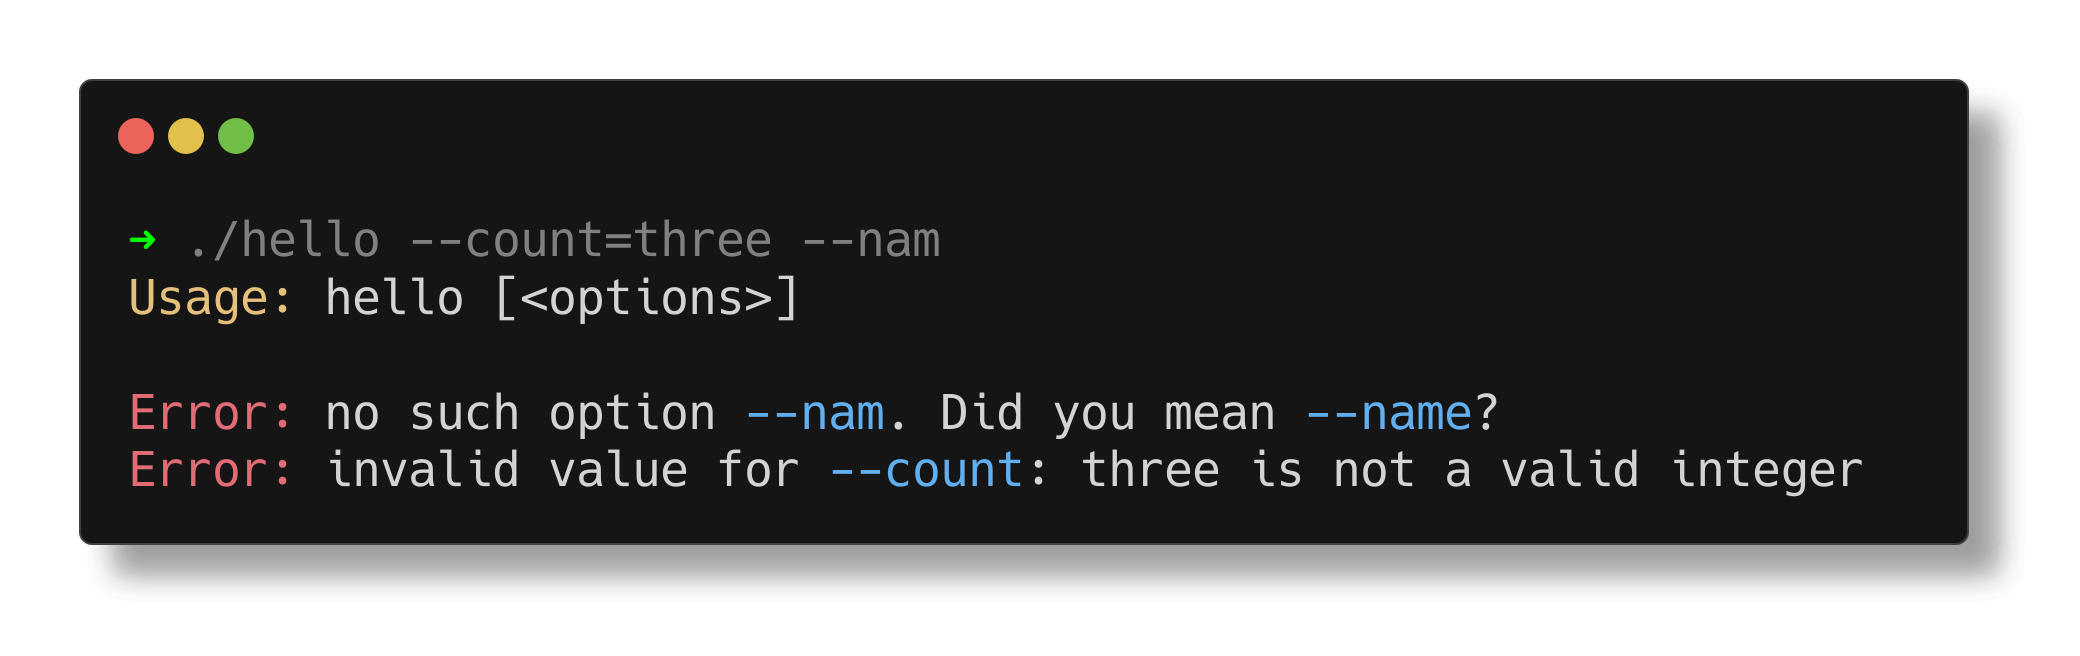 ➜ ./hello --count=three --nam
Usage: hello [<options>]
Error: no such option --nam. Did you mean --name?
Error: invalid value for --count: three is not a valid integer